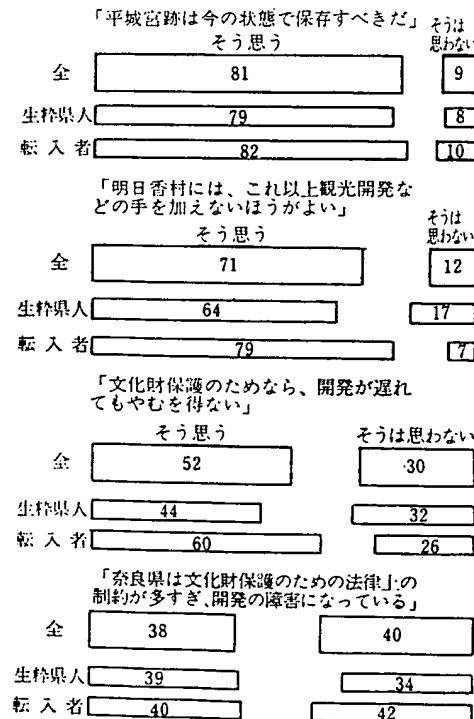 「平城宮跡は今の状態で保存すべきだ」
そう思う そうは思わない
全 81 9
生粋県人 79 8
転入者 82 10
「明日香村には、これ以上観光開発な
どの手を加えないほうがよい」
そう思う そうは思わない
全 71 12
生粋県人 64 17
転入者 79 7
「文化財保護のためなら、開発が遅れ
てもやむを得ない」
そう思う そうは思わない
全 52 30
生粋県人 44 32
転入者 60 26
「奈良県は文化財保護のための法律上の
制約が多すぎ、開発の障害になっている」
全 38 40
生粋県人 39 34
転入者 40 42